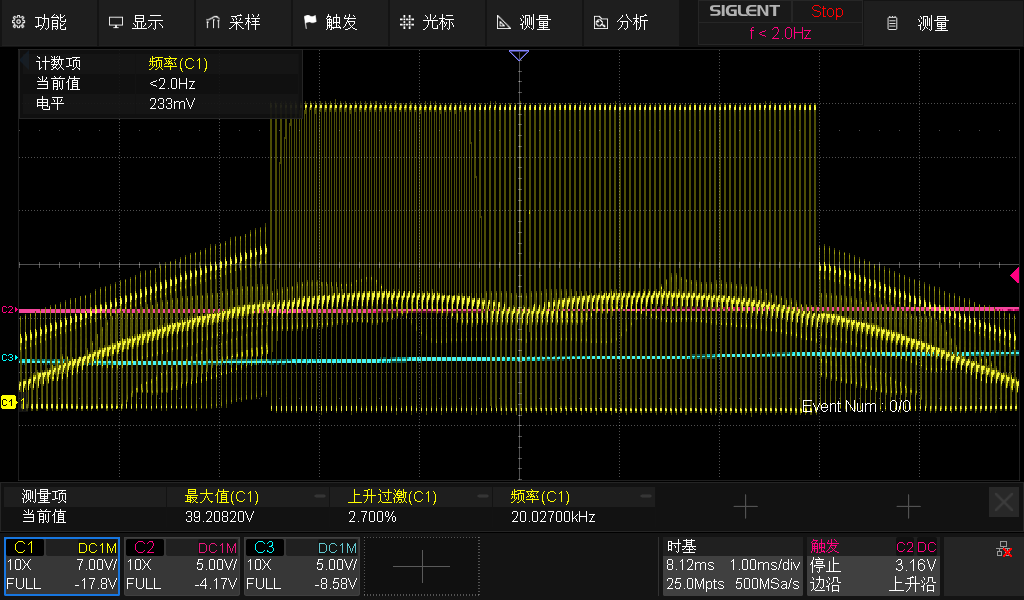 功能 显示 采样 触发 光标 测量 分析 SIGLENT Stop 测量
f < 2.0Hz
计数项 频率(C1)
当前值 <2.0Hz
电平 233mV
C2
C3
C1 1
Event Num : 0/0
测量项 最大值(C1) 上升过激(C1) 频率(C1)
当前值 39.20820V 2.700% 20.02700kHz
C1 DC1M C2 DC1M C3 DC1M 时基 触发 C2 DC
10X 7.00V/ 10X 5.00V/ 10X 5.00V/ 8.12ms 1.00ms/div 停止 3.16V
FULL -17.8V FULL -4.17V FULL -8.58V 25.0Mpts 500MSa/s 边沿 上升沿